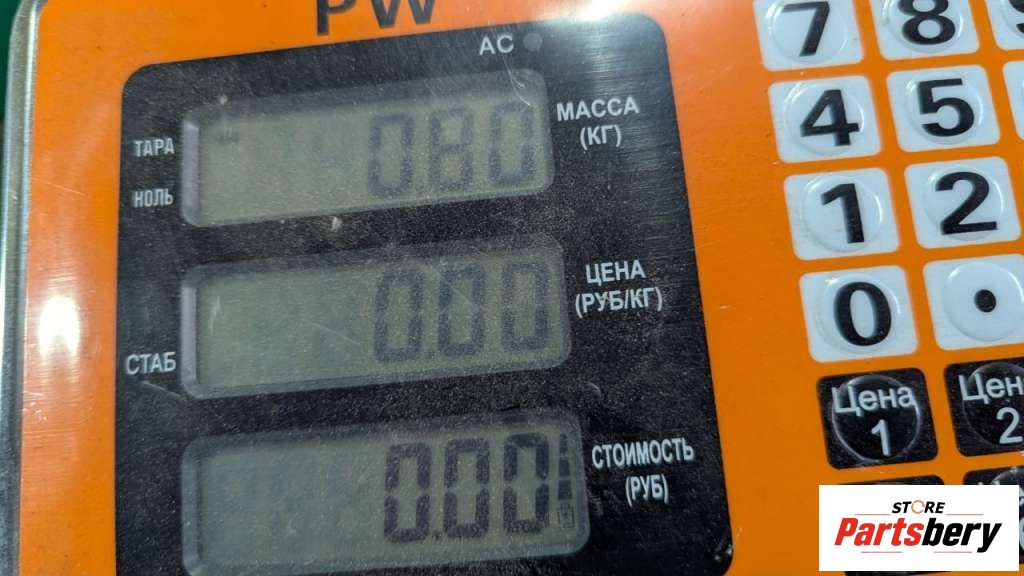 PW
AC
ТАРА
НОЛЬ
0.80
МАССА
(КГ)
СТАБ
0.00
ЦЕНА
(РУБ/КГ)
0.00
СТОИМОСТЬ
(РУБ)
7 8
4 5
1 2
0 .
Цена 1
Цен 2
STORE
Partsbery